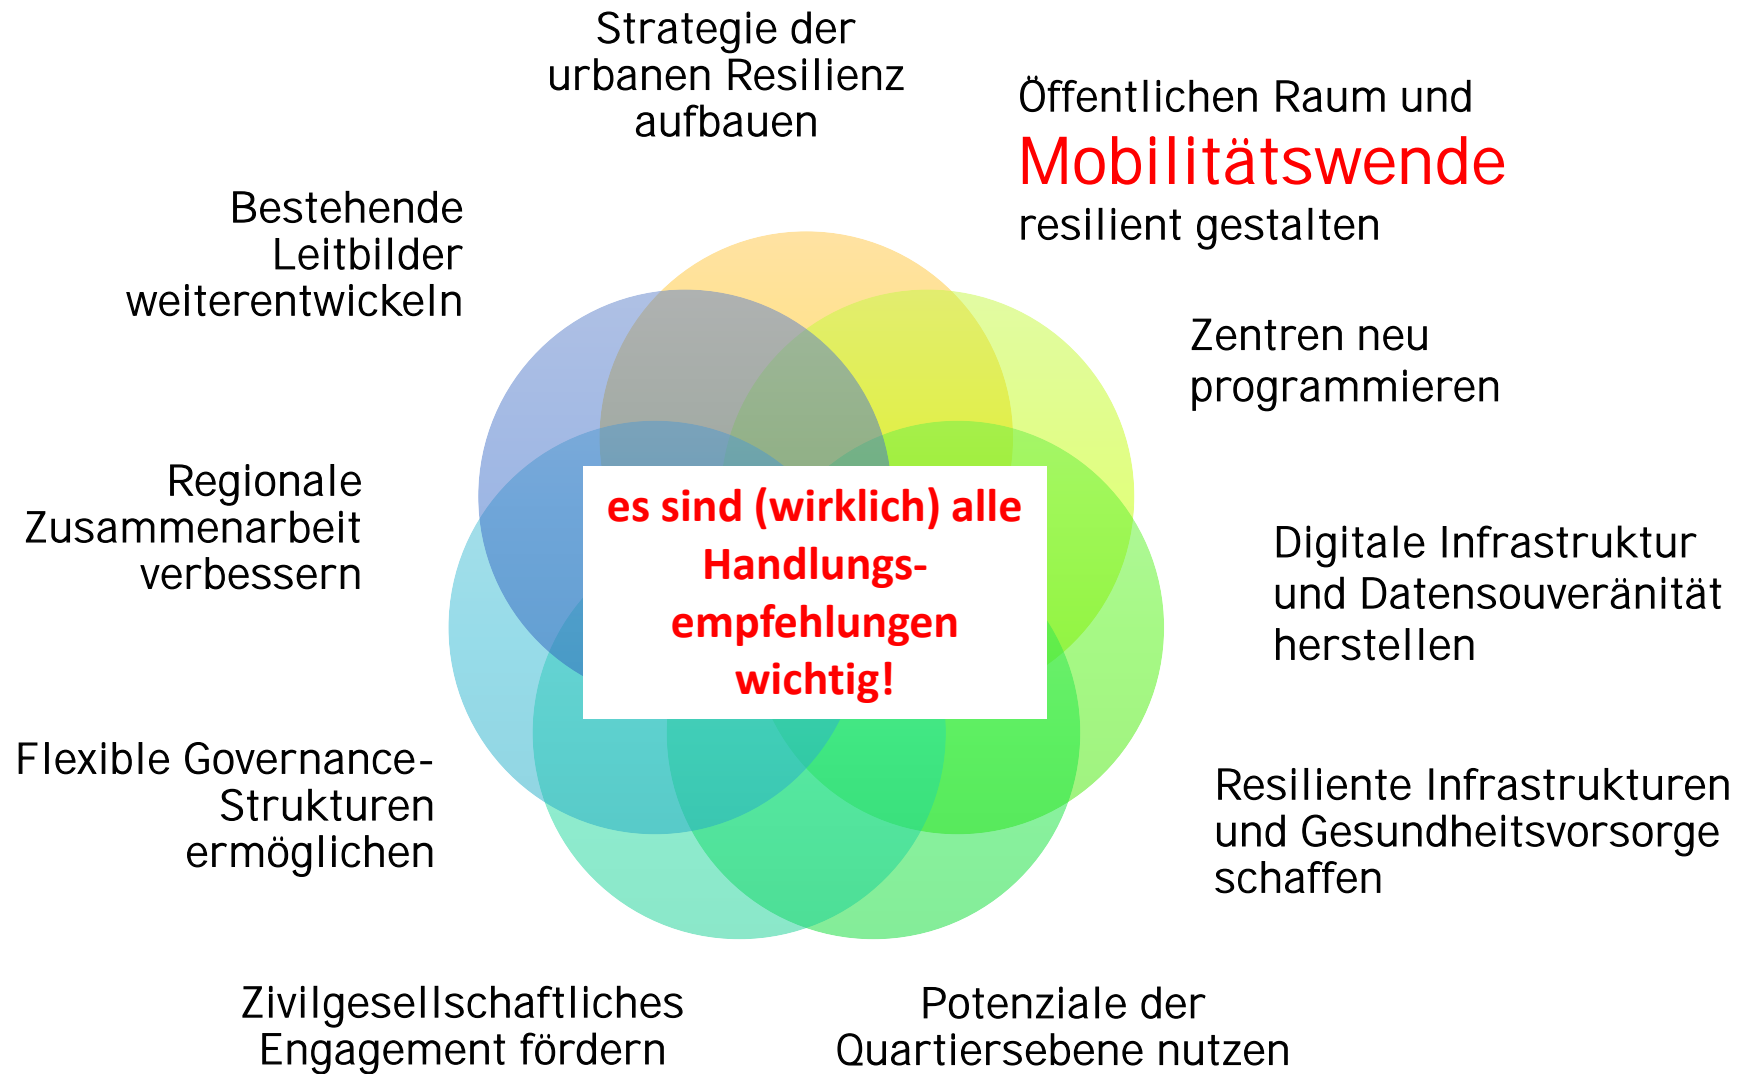 Strategie der
urbanen Resilienz
aufbauen
Öffentlichen Raum und
Mobilitätswende
resilient gestalten
Zentren neu
programmieren
Digitale Infrastruktur
und Datensouveränität
herstellen
Resiliente Infrastrukturen
und Gesundheitsvorsorge
schaffen
Potenziale der
Quartiersebene nutzen
Zivilgesellschaftliches
Engagement fördern
Flexible Governance-
Strukturen
ermöglichen
Regionale
Zusammenarbeit
verbessern
Bestehende
Leitbilder
weiterentwickeln
es sind (wirklich) alle
Handlungs-
empfehlungen
wichtig!